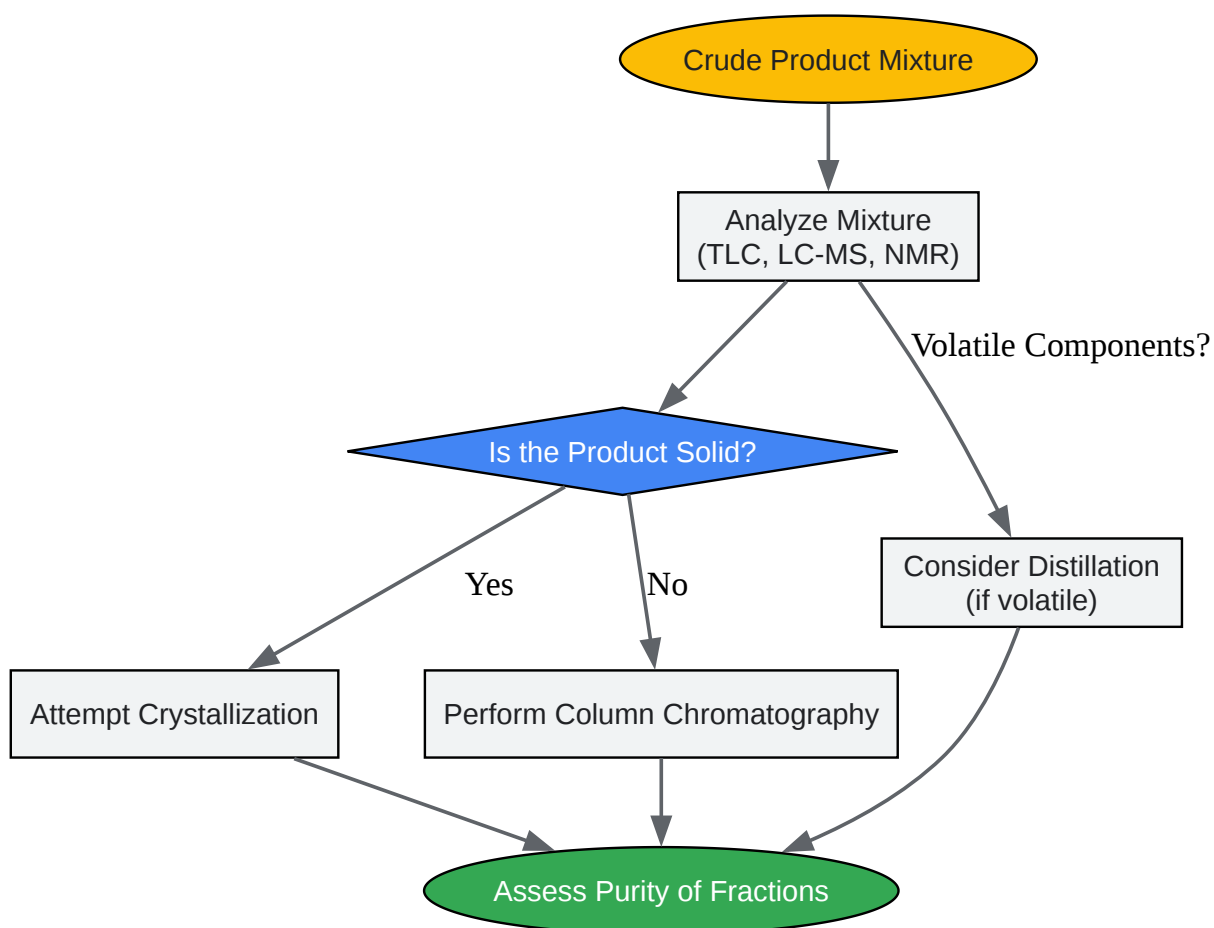 Crude Product Mixture
Analyze Mixture
(TLC, LC-MS, NMR)
Volatile Components?
Is the Product Solid?
Yes
No
Consider Distillation
(if volatile)
Attempt Crystallization
Perform Column Chromatography
Assess Purity of Fractions